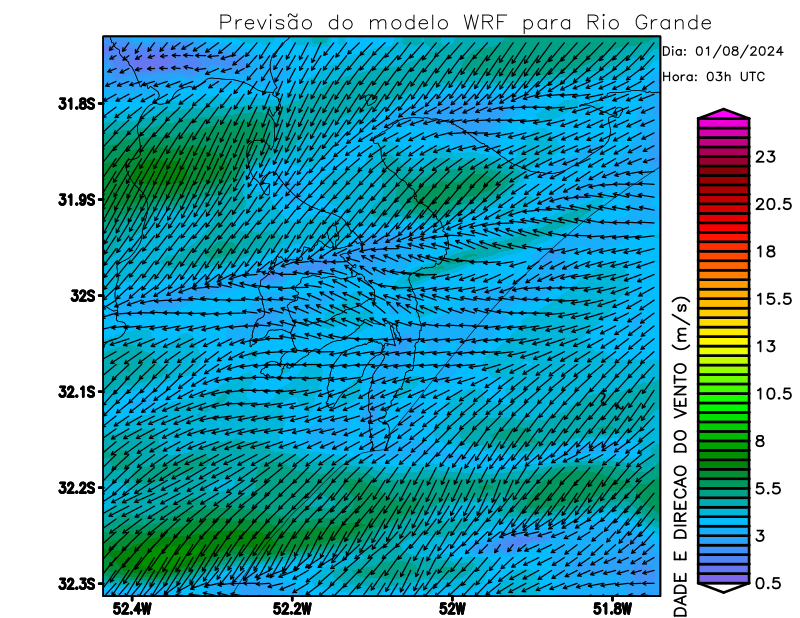 Previsão do modelo WRF para Rio Grande
Dia: 01/08/2024
Hora: 03h UTC
31.8S
31.9S
32S
32.1S
32.2S
32.3S
52.4W
52.2W
52W
51.8W
DADE E DIRECAO DO VENTO (m/s)
23
20.5
18
15.5
13
10.5
8
5.5
3
0.5